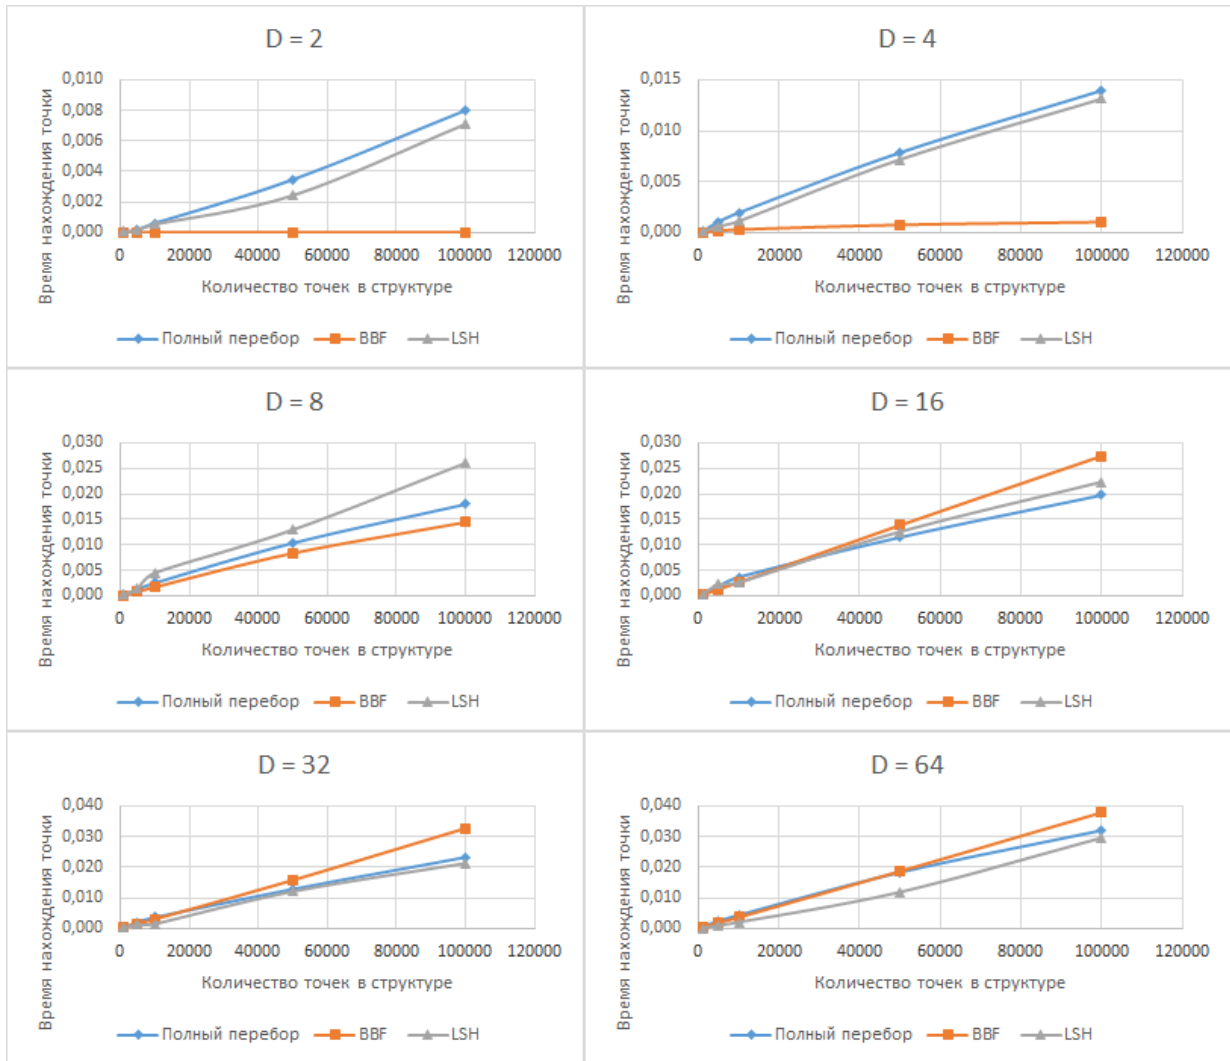 D = 2
Время нахождения точки
0,010
0,008
0,006
0,004
0,002
0,000
0 20000 40000 60000 80000 100000 120000
Количество точек в структуре
Полный перебор BBF LSH
D = 4
Время нахождения точки
0,015
0,010
0,005
0,000
0 20000 40000 60000 80000 100000 120000
Количество точек в структуре
Полный перебор BBF LSH
D = 8
Время нахождения точки
0,030
0,025
0,020
0,015
0,010
0,005
0,000
0 20000 40000 60000 80000 100000 120000
Количество точек в структуре
Полный перебор BBF LSH
D = 16
Время нахождения точки
0,030
0,025
0,020
0,015
0,010
0,005
0,000
0 20000 40000 60000 80000 100000 120000
Количество точек в структуре
Полный перебор BBF LSH
D = 32
Время нахождения точки
0,040
0,030
0,020
0,010
0,000
0 20000 40000 60000 80000 100000 120000
Количество точек в структуре
Полный перебор BBF LSH
D = 64
Время нахождения точки
0,040
0,030
0,020
0,010
0,000
0 20000 40000 60000 80000 100000 120000
Количество точек в структуре
Полный перебор BBF LSH